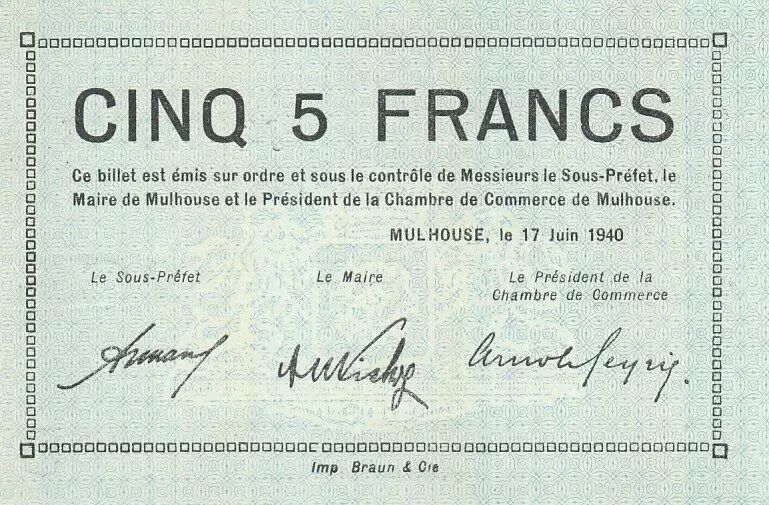 CINQ 5 FRANCS
Ce billet est émis sur ordre et sous le contrôle de Messieurs le Sous-Préfet, le
Maire de Mulhouse et le Président de la Chambre de Commerce de Mulhouse.
MULHOUSE, le 17 Juin 1940
Le Sous-Préfet Le Maire Le Président de la
Chambre de Commerce
Imp Braun & Cie